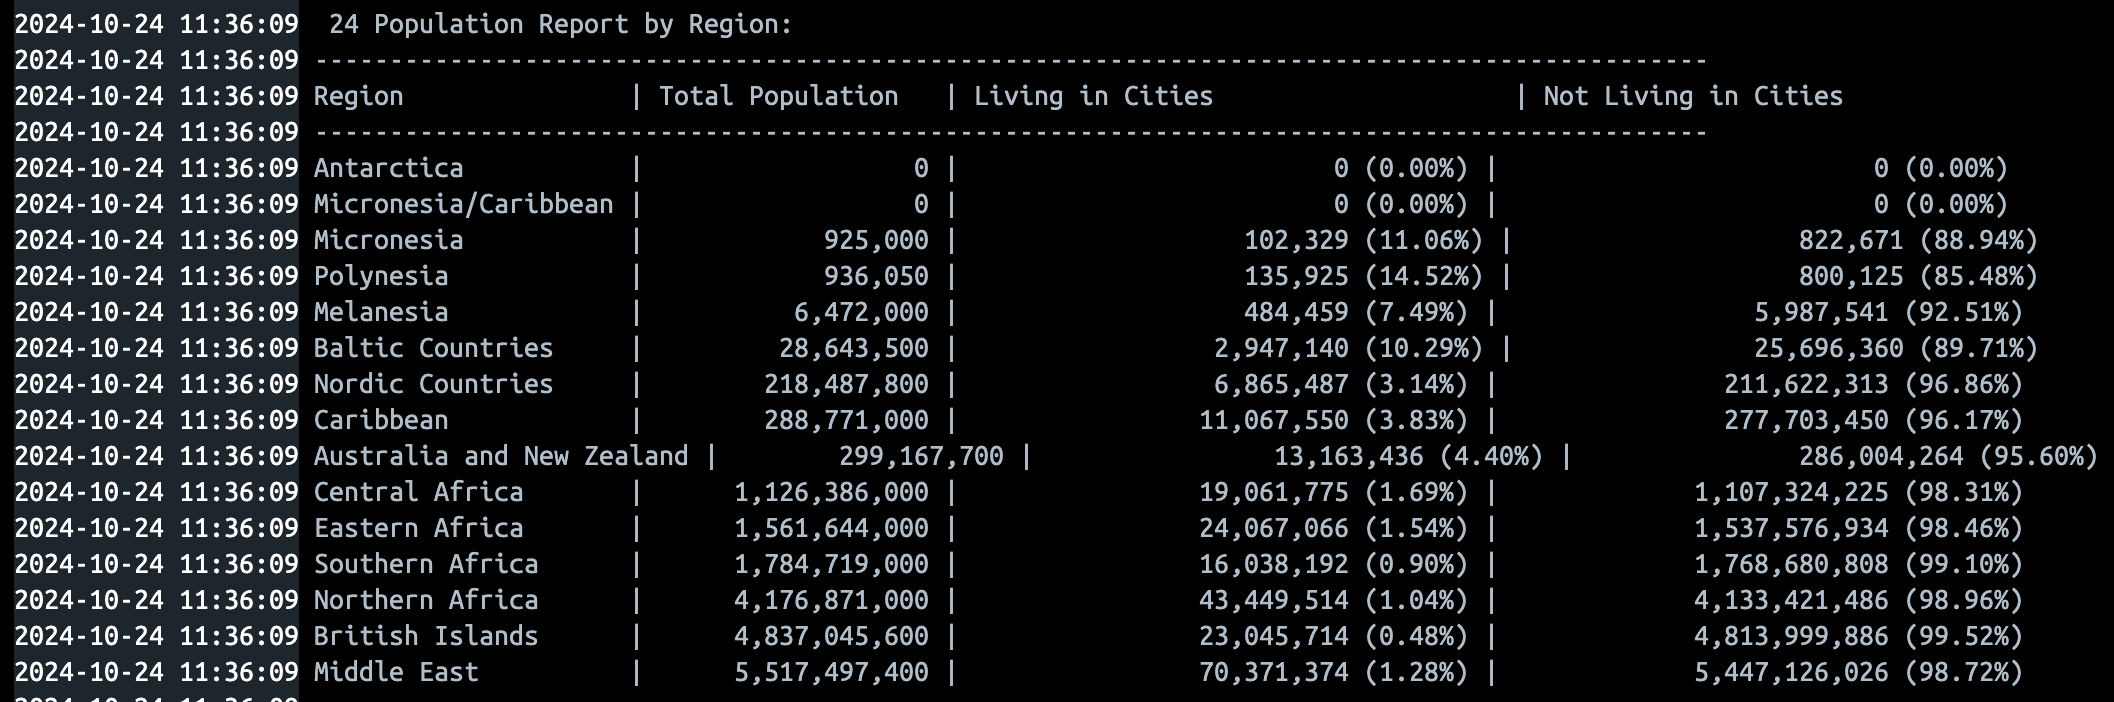 2024-10-24 11:36:09 24 Population Report by Region:
2024-10-24 11:36:09 ---------------------------------------------------------------------------------------------
2024-10-24 11:36:09 Region | Total Population | Living in Cities | Not Living in Cities
2024-10-24 11:36:09 ---------------------------------------------------------------------------------------------
2024-10-24 11:36:09 Antarctica | 0 | 0 (0.00%) | 0 (0.00%)
2024-10-24 11:36:09 Micronesia/Caribbean | 0 | 0 (0.00%) | 0 (0.00%)
2024-10-24 11:36:09 Micronesia | 925,000 | 102,329 (11.06%) | 822,671 (88.94%)
2024-10-24 11:36:09 Polynesia | 936,050 | 135,925 (14.52%) | 800,125 (85.48%)
2024-10-24 11:36:09 Melanesia | 6,472,000 | 484,459 (7.49%) | 5,987,541 (92.51%)
2024-10-24 11:36:09 Baltic Countries | 28,643,500 | 2,947,140 (10.29%) | 25,696,360 (89.71%)
2024-10-24 11:36:09 Nordic Countries | 218,487,800 | 6,865,487 (3.14%) | 211,622,313 (96.86%)
2024-10-24 11:36:09 Caribbean | 288,771,000 | 11,067,550 (3.83%) | 277,703,450 (96.17%)
2024-10-24 11:36:09 Australia and New Zealand | 299,167,700 | 13,163,436 (4.40%) | 286,004,264 (95.60%)
2024-10-24 11:36:09 Central Africa | 1,126,386,000 | 19,061,775 (1.69%) | 1,107,324,225 (98.31%)
2024-10-24 11:36:09 Eastern Africa | 1,561,644,000 | 24,067,066 (1.54%) | 1,537,576,934 (98.46%)
2024-10-24 11:36:09 Southern Africa | 1,784,719,000 | 16,038,192 (0.90%) | 1,768,680,808 (99.10%)
2024-10-24 11:36:09 Northern Africa | 4,176,871,000 | 43,449,514 (1.04%) | 4,133,421,486 (98.96%)
2024-10-24 11:36:09 British Islands | 4,837,045,600 | 23,045,714 (0.48%) | 4,813,999,886 (99.52%)
2024-10-24 11:36:09 Middle East | 5,517,497,400 | 70,371,374 (1.28%) | 5,447,126,026 (98.72%)